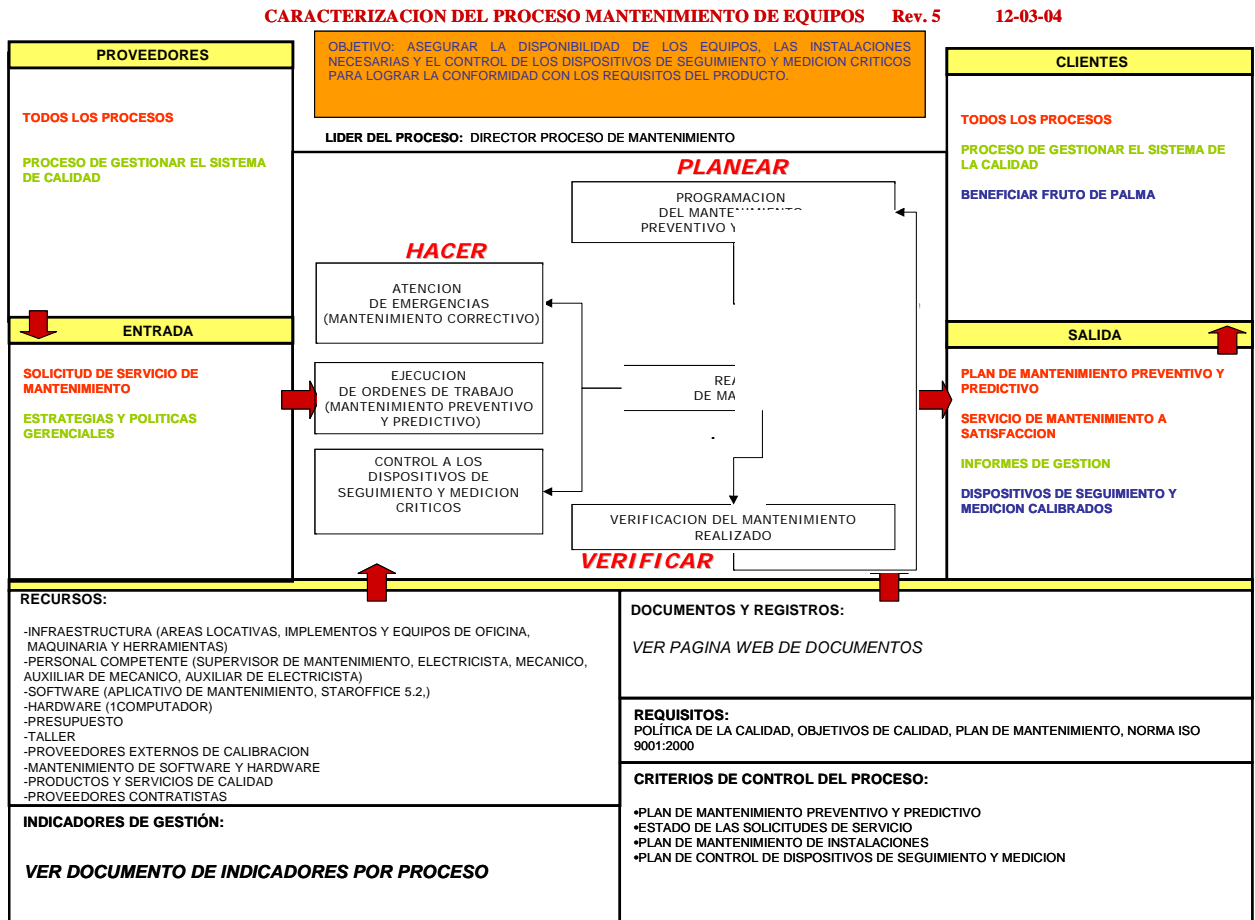 CARACTERIZACION DEL PROCESO MANTENIMIENTO DE EQUIPOS Rev. 5 12-03-04
PROVEEDORES
TODOS LOS PROCESOS
PROCESO DE GESTIONAR EL SISTEMA
DE CALIDAD
OBJETIVO: ASEGURAR LA DISPONIBILIDAD DE LOS EQUIPOS, LAS INSTALACIONES
NECESARIAS Y EL CONTROL DE LOS DISPOSITIVOS DE SEGUIMIENTO Y MEDICION CRITICOS
PARA LOGRAR LA CONFORMIDAD CON LOS REQUISITOS DEL PRODUCTO.
LIDER DEL PROCESO: DIRECTOR PROCESO DE MANTENIMIENTO
CLIENTES
TODOS LOS PROCESOS
PROCESO DE GESTIONAR EL SISTEMA DE
LA CALIDAD
BENEFICIAR FRUTO DE PALMA
ENTRADA
SOLICITUD DE SERVICIO DE
MANTENIMIENTO
ESTRATEGIAS Y POLITICAS
GERENCIALES
PLANEAR
PROGRAMACION
DEL MANTENIMIENTO
PREVENTIVO Y
HACER
ATENCION
DE EMERGENCIAS
(MANTENIMIENTO CORRECTIVO)
EJECUCION
DE ORDENES DE TRABAJO
(MANTENIMIENTO PREVENTIVO
Y PREDICTIVO)
CONTROL A LOS
DISPOSITIVOS DE
SEGUIMIENTO Y MEDICION
CRITICOS
DE
VERIFICACION DEL MANTENIMIENTO
REALIZADO
VERIFICAR
SALIDA
PLAN DE MANTENIMIENTO PREVENTIVO Y
PREDICTIVO
SERVICIO DE MANTENIMIENTO A
SATISFACCION
INFORMES DE GESTION
DISPOSITIVOS DE SEGUIMIENTO Y
MEDICION CALIBRADOS
RECURSOS:
-INFRAESTRUCTURA (AREAS LOCATIVAS, IMPLEMENTOS Y EQUIPOS DE OFICINA,
MAQUINARIA Y HERRAMIENTAS)
-PERSONAL COMPETENTE (SUPERVISOR DE MANTENIMIENTO, ELECTRICISTA, MECANICO,
AUXIILIAR DE MECANICO, AUXILIAR DE ELECTRICISTA)
-SOFTWARE (APLICATIVO DE MANTENIMIENTO, STAROFFICE 5.2,)
-HARDWARE (1COMPUTADOR)
-PRESUPUESTO
-TALLER
-PROVEEDORES EXTERNOS DE CALIBRACION
-MANTENIMIENTO DE SOFTWARE Y HARDWARE
-PRODUCTOS Y SERVICIOS DE CALIDAD
-PROVEEDORES CONTRATISTAS
INDICADORES DE GESTIÓN:
VER DOCUMENTO DE INDICADORES POR PROCESO
DOCUMENTOS Y REGISTROS:
VER PAGINA WEB DE DOCUMENTOS
REQUISITOS:
POLÍTICA DE LA CALIDAD, OBJETIVOS DE CALIDAD, PLAN DE MANTENIMIENTO, NORMA ISO
9001:2000
CRITERIOS DE CONTROL DEL PROCESO:
•PLAN DE MANTENIMIENTO PREVENTIVO Y PREDICTIVO
•ESTADO DE LAS SOLICITUDES DE SERVICIO
•PLAN DE MANTENIMIENTO DE INSTALACIONES
•PLAN DE CONTROL DE DISPOSITIVOS DE SEGUIMIENTO Y MEDICION